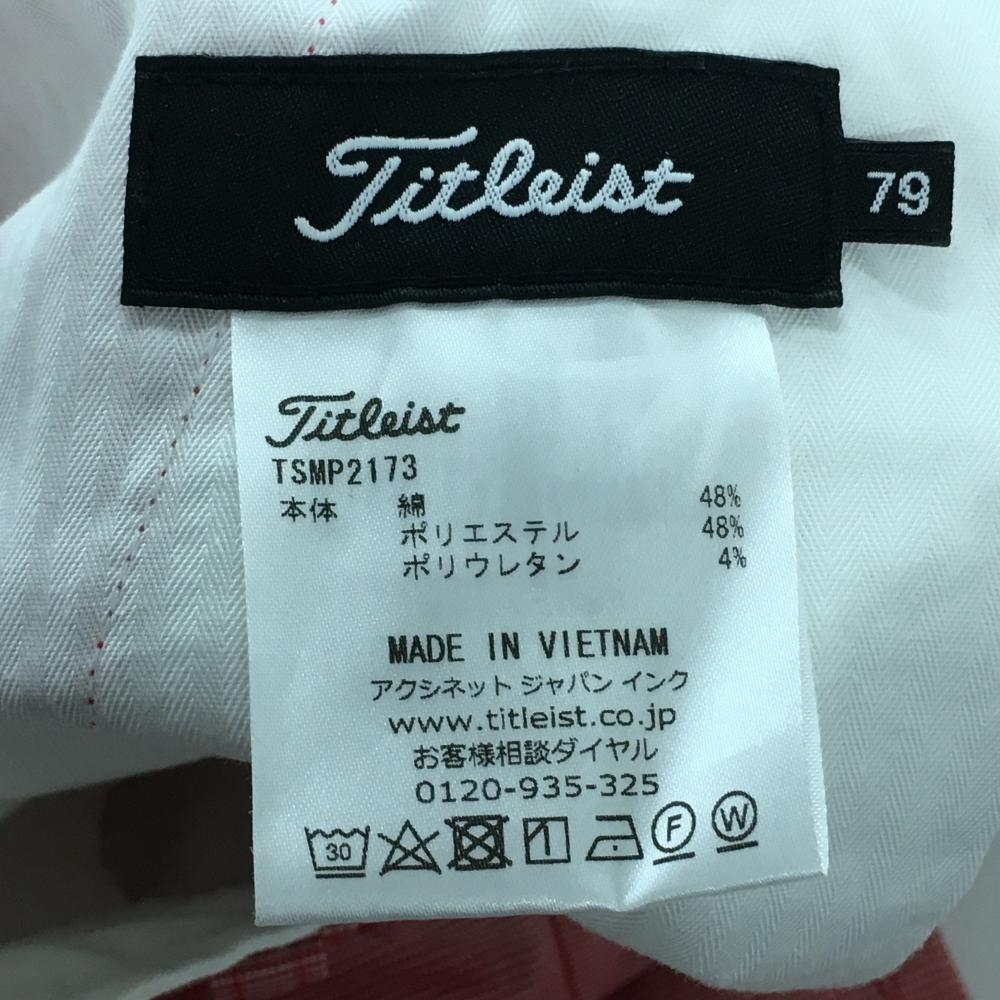 Titleist
79
Titleist
TSMP2173
本体 綿 48%
ポリエステル 48%
ポリウレタン 4%
MADE IN VIETNAM
アクシネット ジャパン インク
www.titleist.co.jp
お客様相談ダイヤル
0120-935-325
30 F W